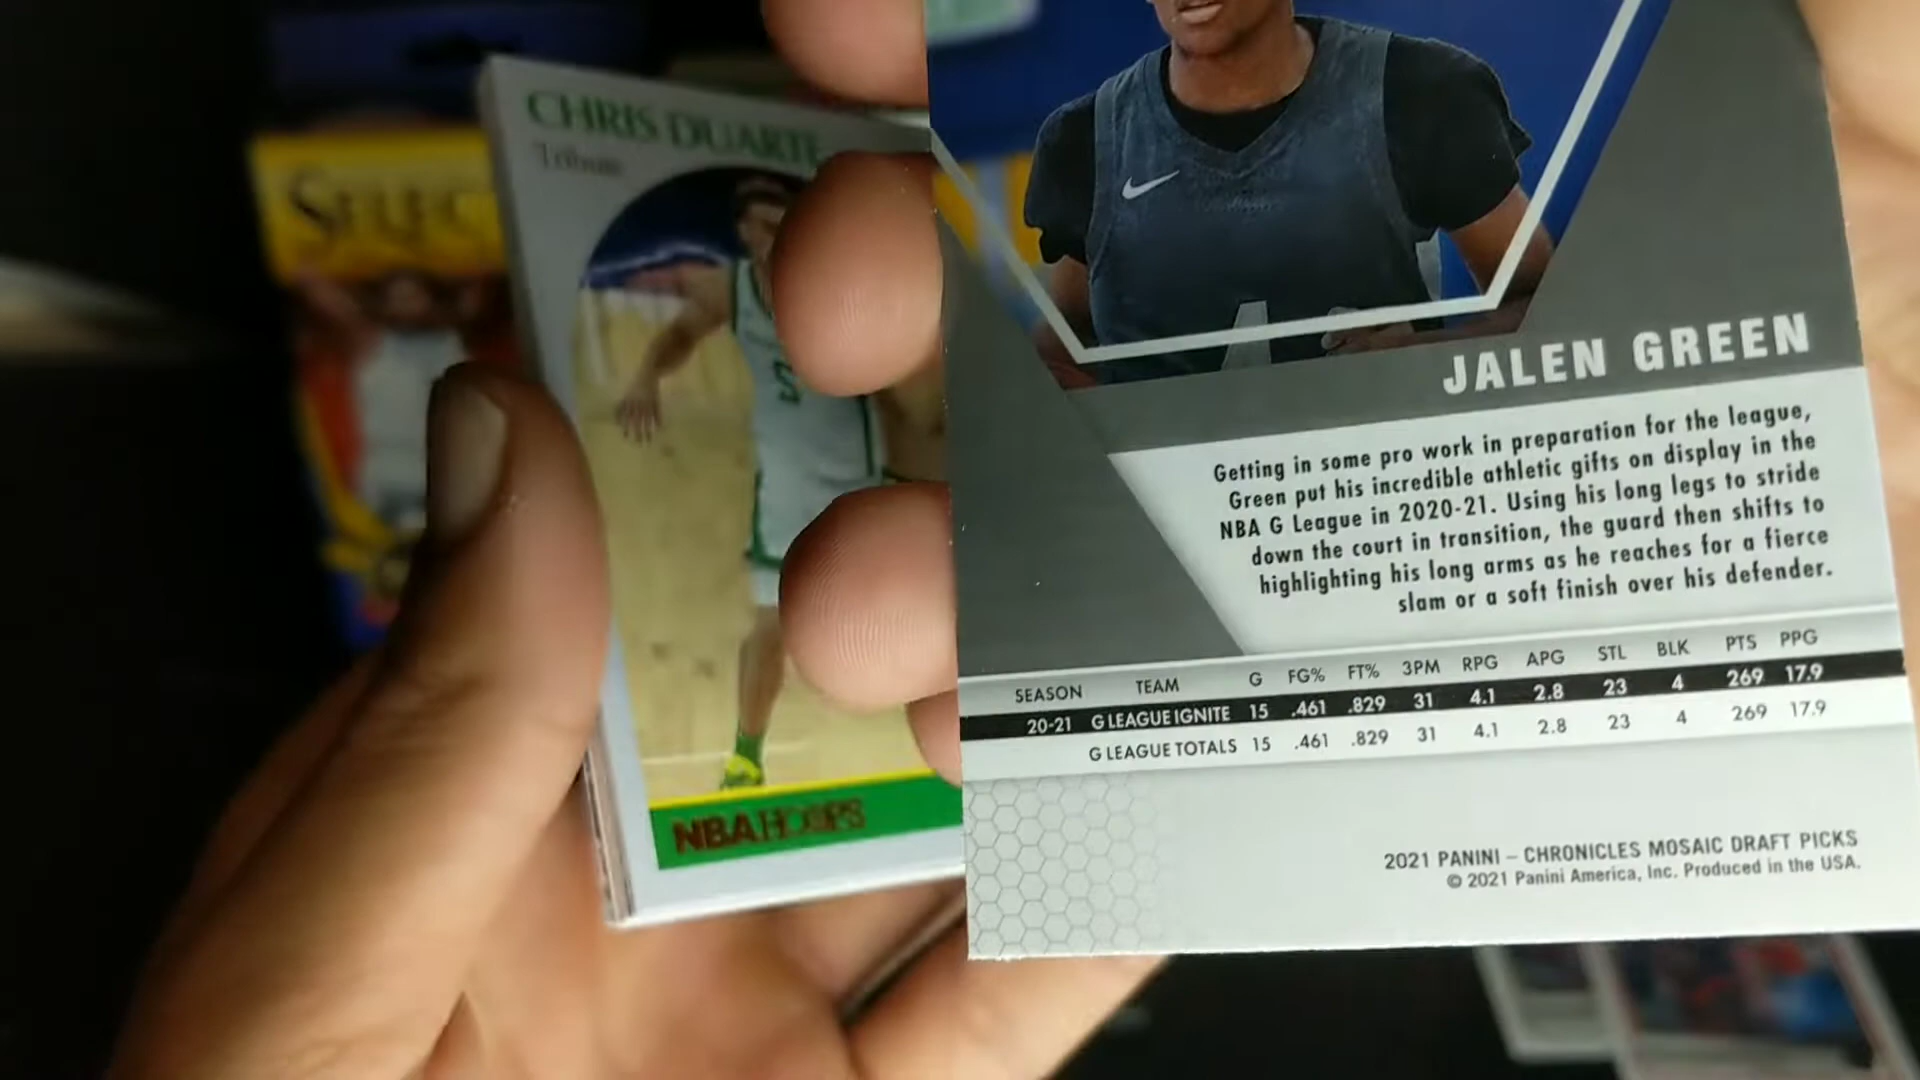 CHRIS DUARTE
Tribute
SELEC
S
NBA HOOPS
JALEN GREEN
Getting in some pro work in preparation for the league,
Green put his incredible athletic gifts on display in the
NBA G League in 2020-21. Using his long legs to stride
down the court in transition, the guard then shifts to
highlighting his long arms as he reaches for a fierce
slam or a soft finish over his defender.
SEASON TEAM G FG% FT% 3PM RPG APG STL BLK PTS PPG
20-21 G LEAGUE IGNITE 15 .461 .829 31 4.1 2.8 23 4 269 17.9
G LEAGUE TOTALS 15 .461 .829 31 4.1 2.8 23 4 269 17.9
2021 PANINI – CHRONICLES MOSAIC DRAFT PICKS
© 2021 Panini America, Inc. Produced in the USA.